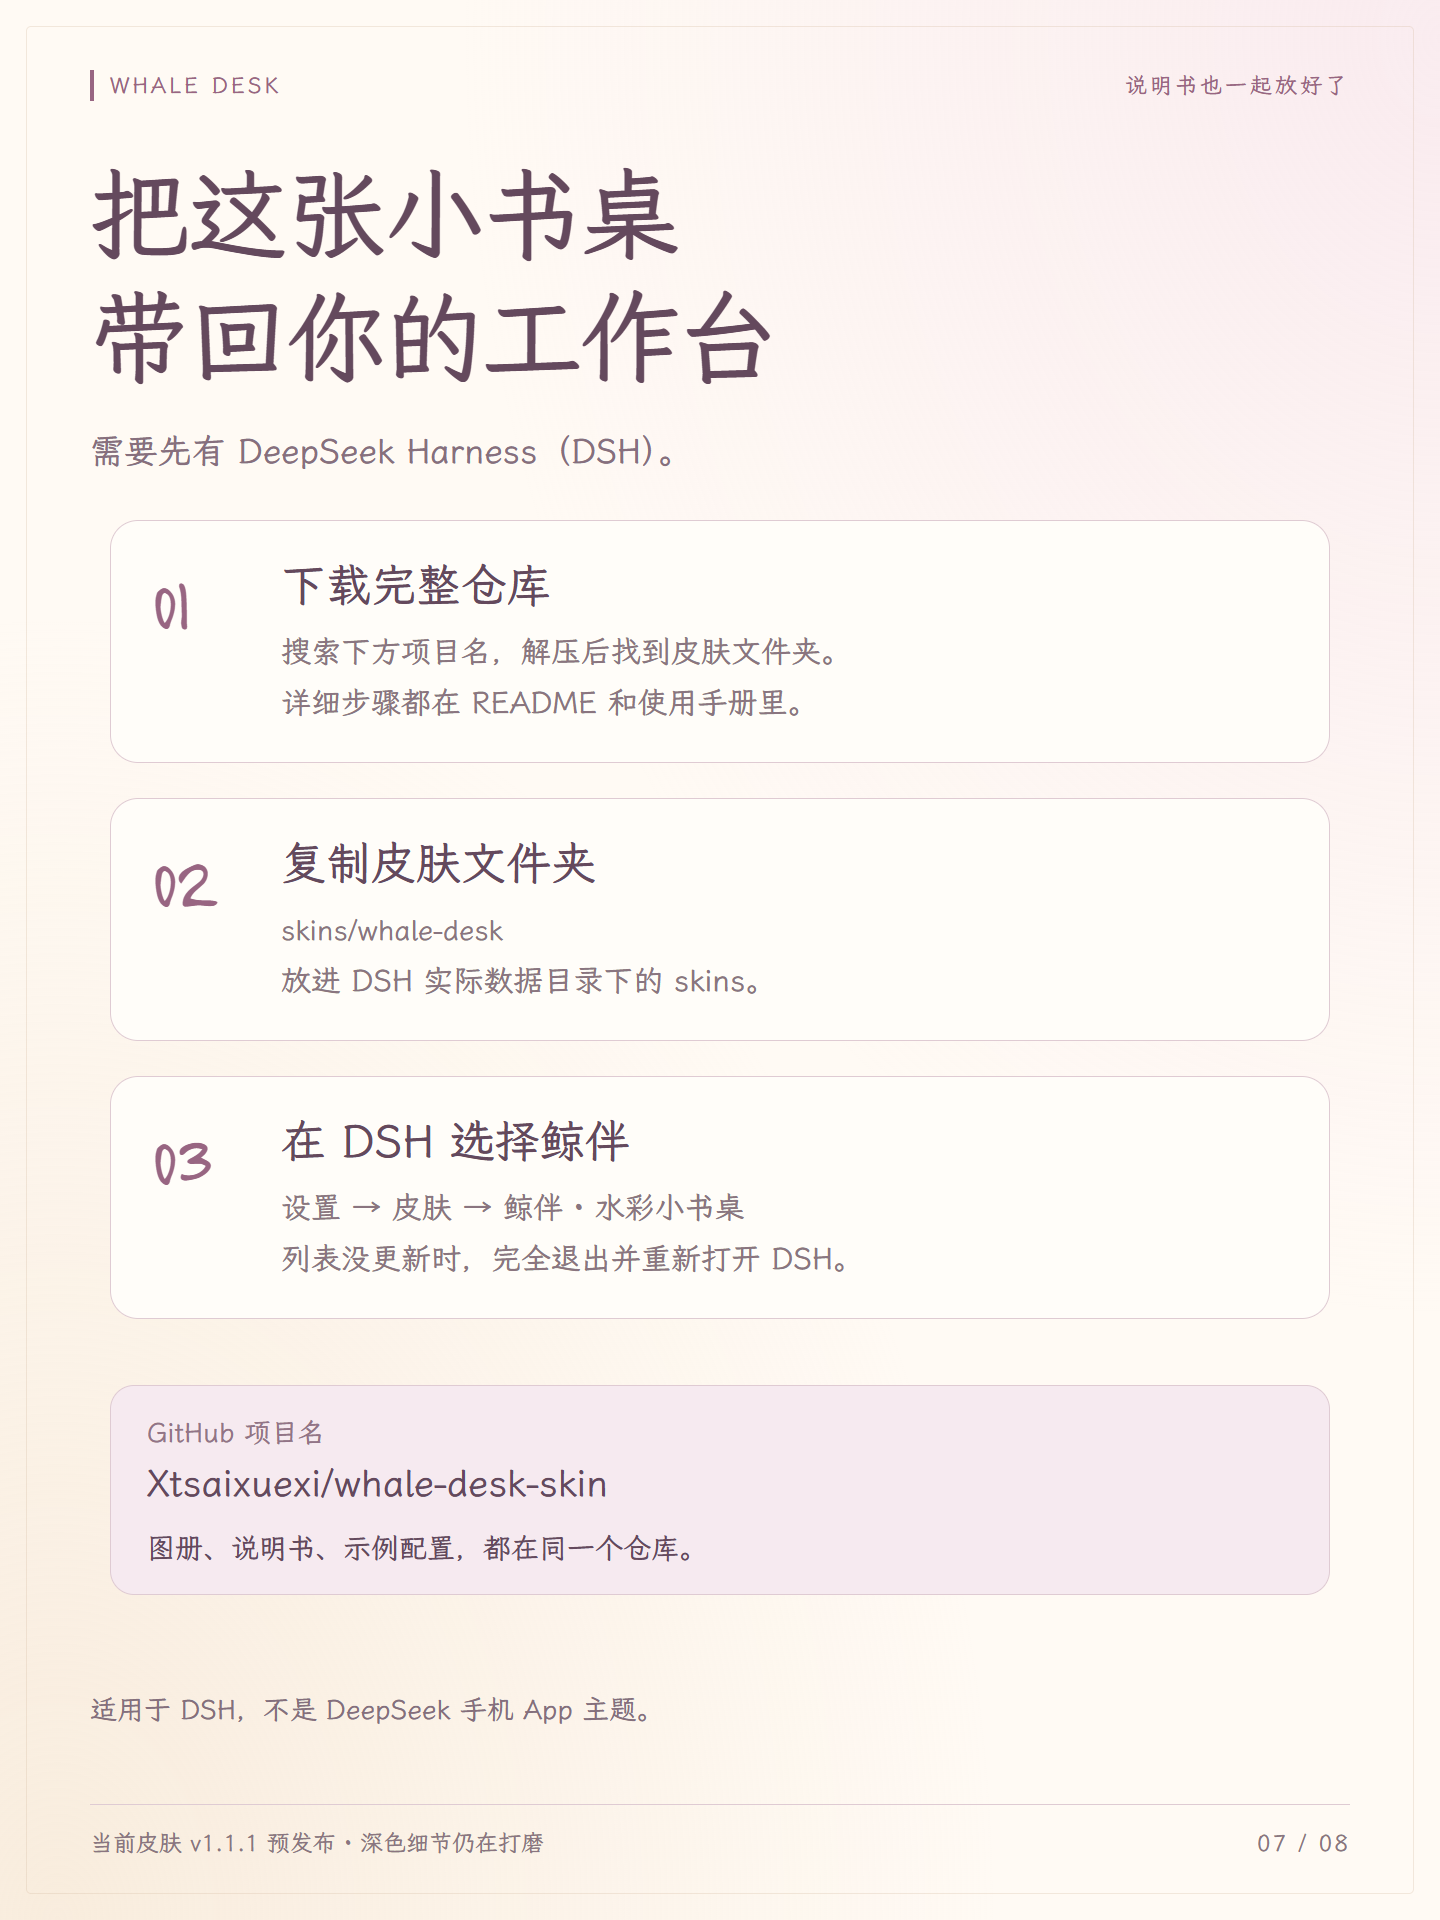 WHALE DESK
说明书也一起放好了
把这张小书桌
带回你的工作台
需要先有 DeepSeek Harness（DSH）。
01
下载完整仓库
搜索下方项目名，解压后找到皮肤文件夹。
详细步骤都在 README 和使用手册里。
02
复制皮肤文件夹
skins/whale-desk
放进 DSH 实际数据目录下的 skins。
03
在 DSH 选择鲸伴
设置 → 皮肤 → 鲸伴・水彩小书桌
列表没更新时，完全退出并重新打开 DSH。
GitHub 项目名
Xtsaixuexi/whale-desk-skin
图册、说明书、示例配置，都在同一个仓库。
适用于 DSH，不是 DeepSeek 手机 App 主题。
当前皮肤 v1.1.1 预发布・深色细节仍在打磨
07 / 08